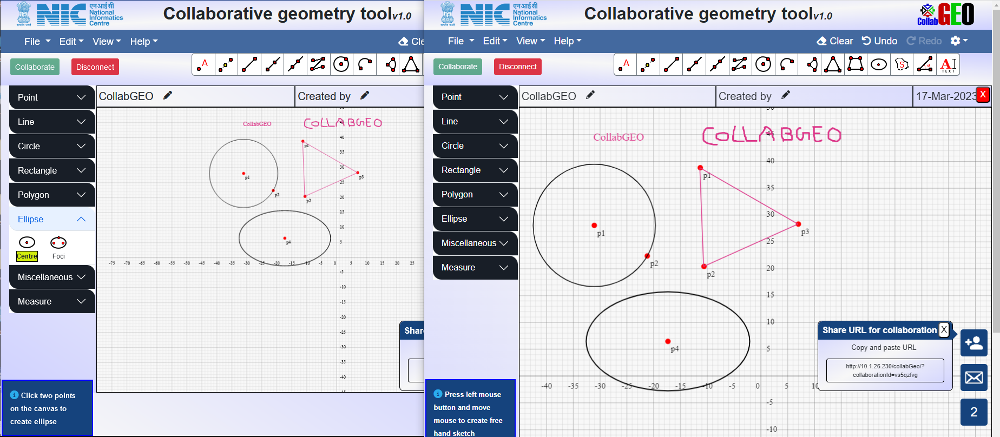 एनआईसी
National
Informatics
Centre
NIC
Collaborative geometry tool v1.0
File Edit View Help
Collaborate Disconnect
A
Point
Line
Circle
Rectangle
Polygon
Ellipse
Centre Foci
Miscellaneous
Measure
Click two points
on the canvas to
create ellipse
CollabGEO Created by
CollabGEO COLLABGEO
40
35
30
25
20
15
10
5
-75 -70 -65 -60 -55 -50 -45 -40 -35 -30 -25 -20 -15 -10 -5 0 5 10 15 20 25
-5
-10
-15
-20
-25
-30
-35
-40
p1
p2
p1
p3
p2
p4
एनआईसी
National
Informatics
Centre
NIC
Collaborative geometry tool v1.0
Collab GEO
File Edit View Help Clear Undo Redo
Collaborate Disconnect
A
S
a
A
TEXT
Point
Line
Circle
Rectangle
Polygon
Ellipse
Miscellaneous
Measure
Press left mouse
button and move
mouse to create free
hand sketch
CollabGEO Created by 17-Mar-2023 X
CollabGEO COLLABGEO
40
35
30
25
20
15
10
5
-40 -35 -30 -25 -20 -15 -10 -5 0 5
-5
-10
p1
p2
p1
p3
p2
p4
Share URL for collaboration X
Copy and paste URL
http://10.1.26.230/collabGeo/?
collaborationId=vs5qzfvg
2